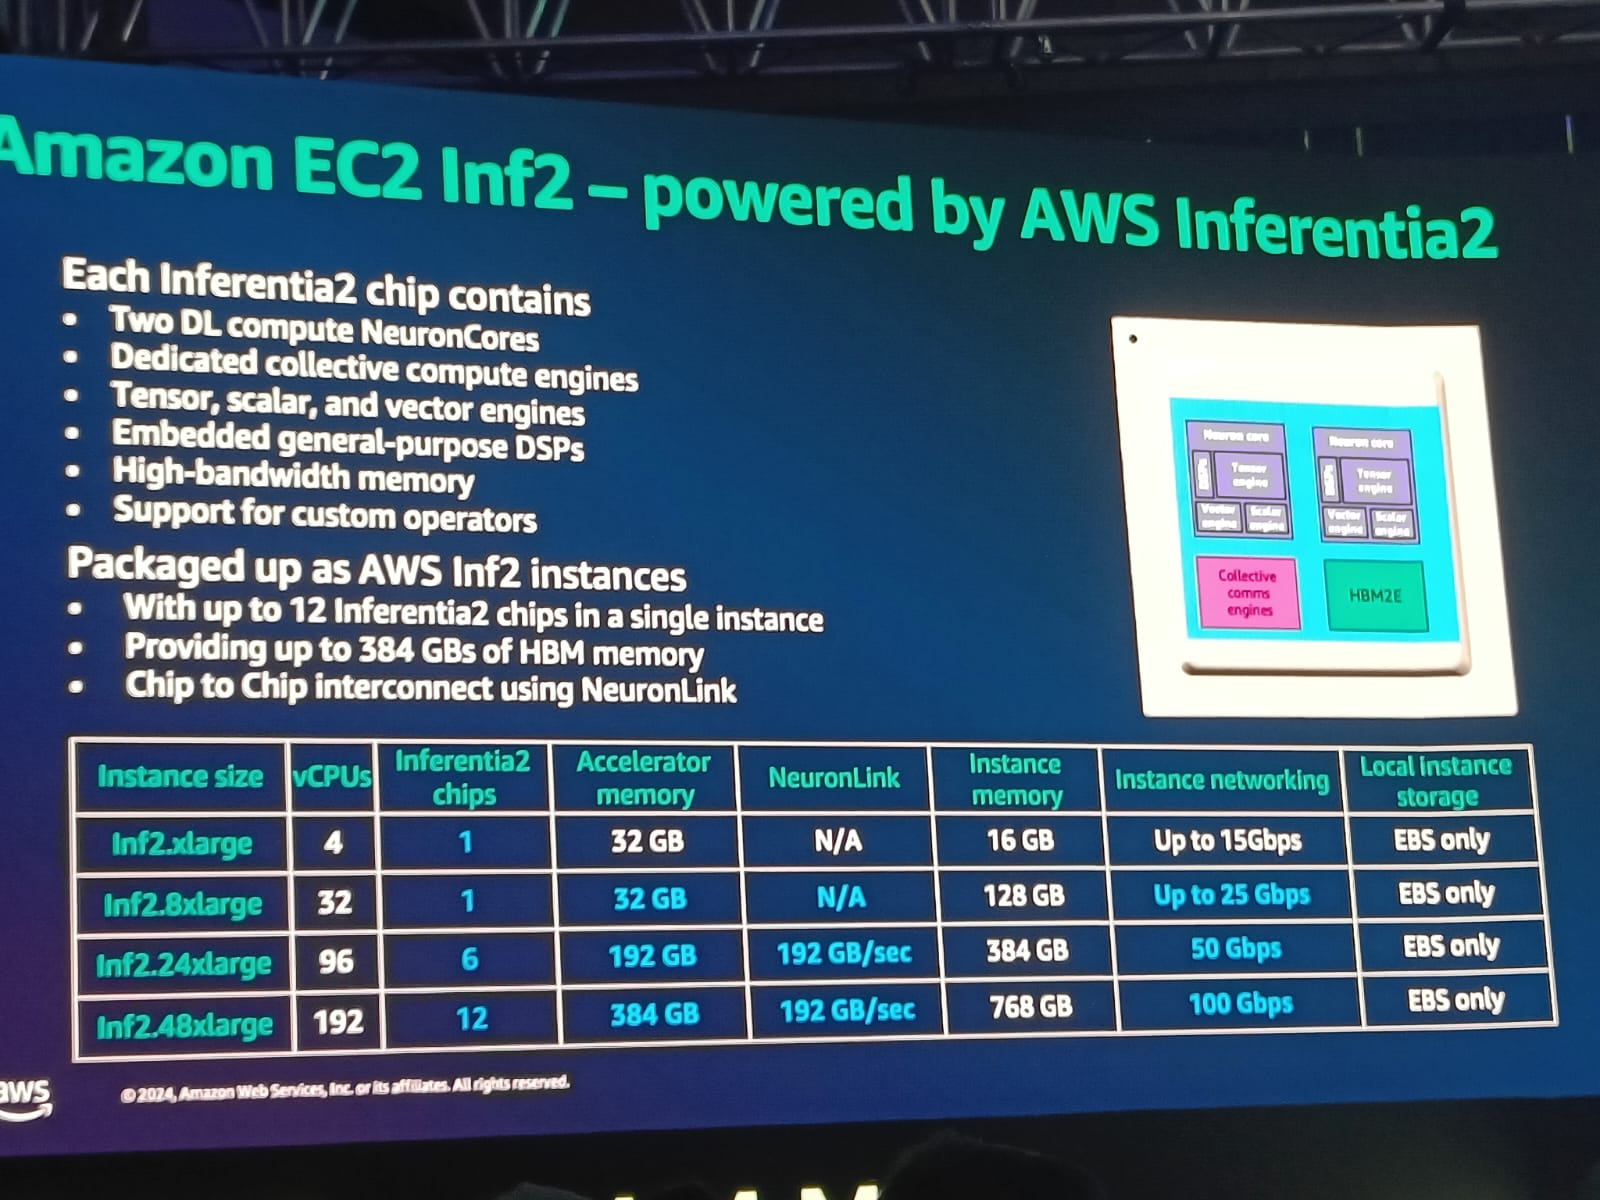 Amazon EC2 Inf2 – powered by AWS Inferentia2
Each Inferentia2 chip contains
• Two DL compute NeuronCores
• Dedicated collective compute engines
• Tensor, scalar, and vector engines
• Embedded general-purpose DSPs
• High-bandwidth memory
• Support for custom operators
Packaged up as AWS Inf2 instances
• With up to 12 Inferentia2 chips in a single instance
• Providing up to 384 GBs of HBM memory
• Chip to Chip interconnect using NeuronLink
Neuron core
DSPs
Tensor
engine
Vector
engine
Scalar
engine
Neuron core
DSPs
Tensor
engine
Vector
engine
Scalar
engine
Collective
comms
engines
HBM2E
Instance size vCPUs Inferentia2 chips Accelerator memory NeuronLink Instance memory Instance networking Local instance storage
Inf2.xlarge 4 1 32 GB N/A 16 GB Up to 15Gbps EBS only
Inf2.8xlarge 32 1 32 GB N/A 128 GB Up to 25 Gbps EBS only
Inf2.24xlarge 96 6 192 GB 192 GB/sec 384 GB 50 Gbps EBS only
Inf2.48xlarge 192 12 384 GB 192 GB/sec 768 GB 100 Gbps EBS only
aws
© 2024, Amazon Web Services, Inc. or its affiliates. All rights reserved.